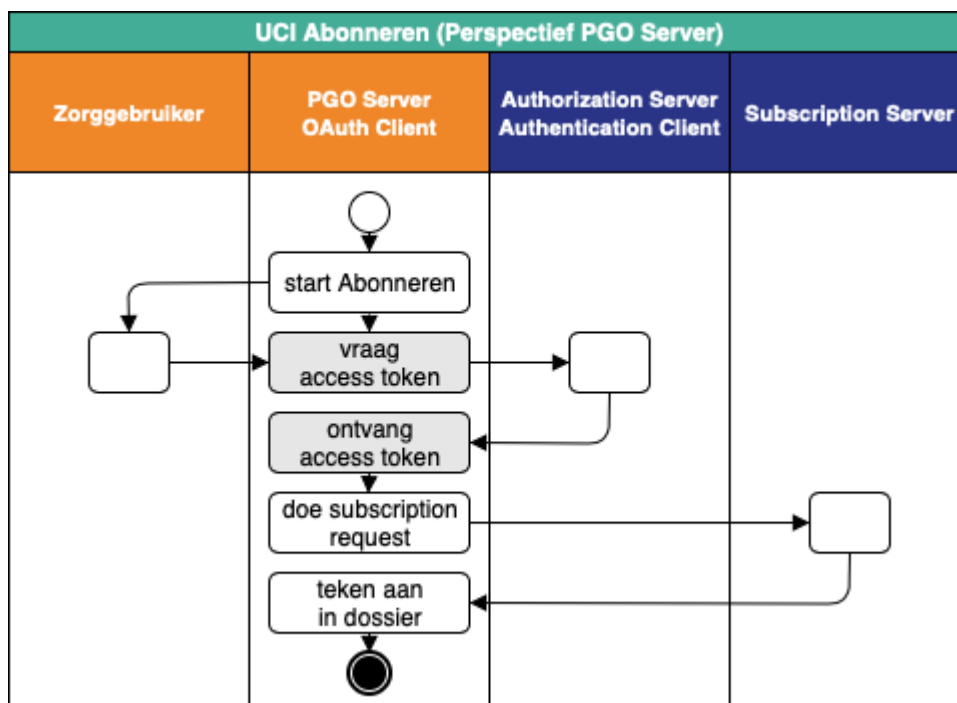 UCI Abonneren (Perspectief PGO Server)
Zorggebruiker
PGO Server
OAuth Client
Authorization Server
Authentication Client
Subscription Server
start Abonneren
vraag
access token
ontvang
access token
doe subscription
request
teken aan
in dossier